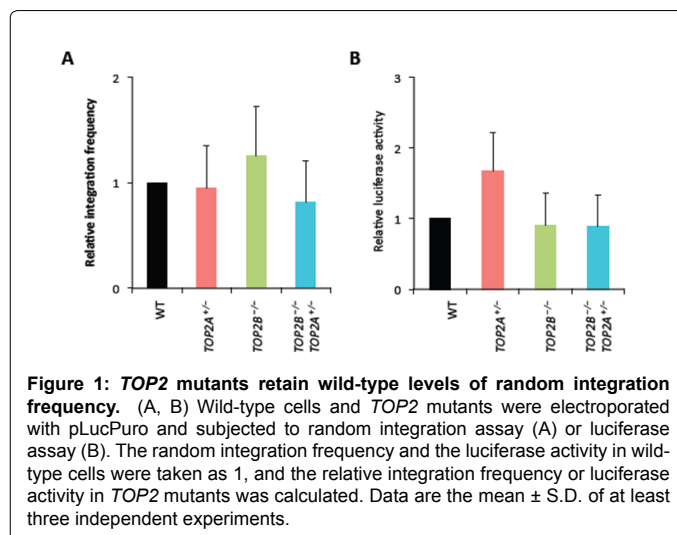 A
B
2
1
0
Relative integration frequency
WT
TOP2A+/−
TOP2B−/−
TOP2B−/−
TOP2A+/−
3
2
1
0
Relative luciferase activity
WT
TOP2A+/−
TOP2B−/−
TOP2B−/−
TOP2A+/−
Figure 1: TOP2 mutants retain wild-type levels of random integration
frequency. (A, B) Wild-type cells and TOP2 mutants were electroporated
with pLucPuro and subjected to random integration assay (A) or luciferase
assay (B). The random integration frequency and the luciferase activity in wild-
type cells were taken as 1, and the relative integration frequency or luciferase
activity in TOP2 mutants was calculated. Data are the mean ± S.D. of at least
three independent experiments.